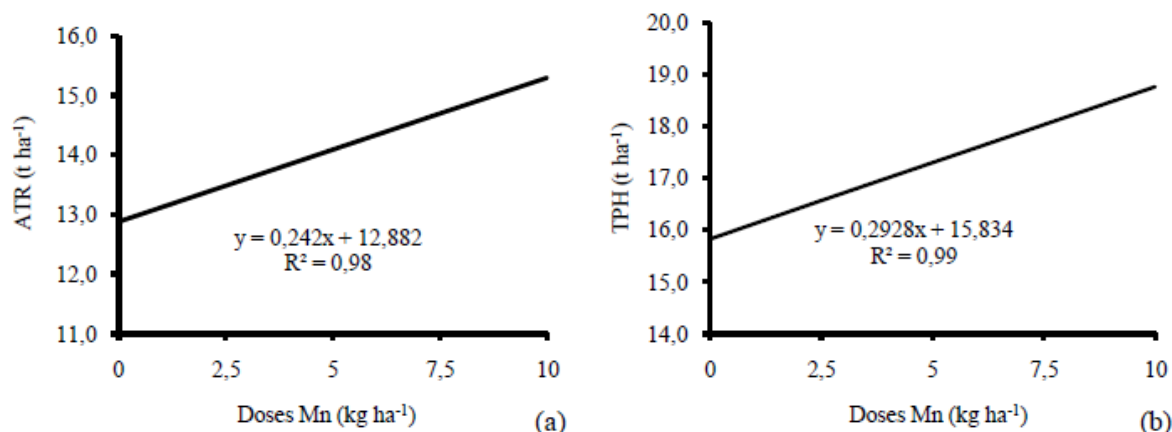 16,0
15,0
14,0
13,0
12,0
11,0
ATR (t ha⁻¹)
y = 0,242x + 12,882
R² = 0,98
0 2,5 5 7,5 10
Doses Mn (kg ha⁻¹) (a)
20,0
19,0
18,0
17,0
16,0
15,0
14,0
TPH (t ha⁻¹)
y = 0,2928x + 15,834
R² = 0,99
0 2,5 5 7,5 10
Doses Mn (kg ha⁻¹) (b)